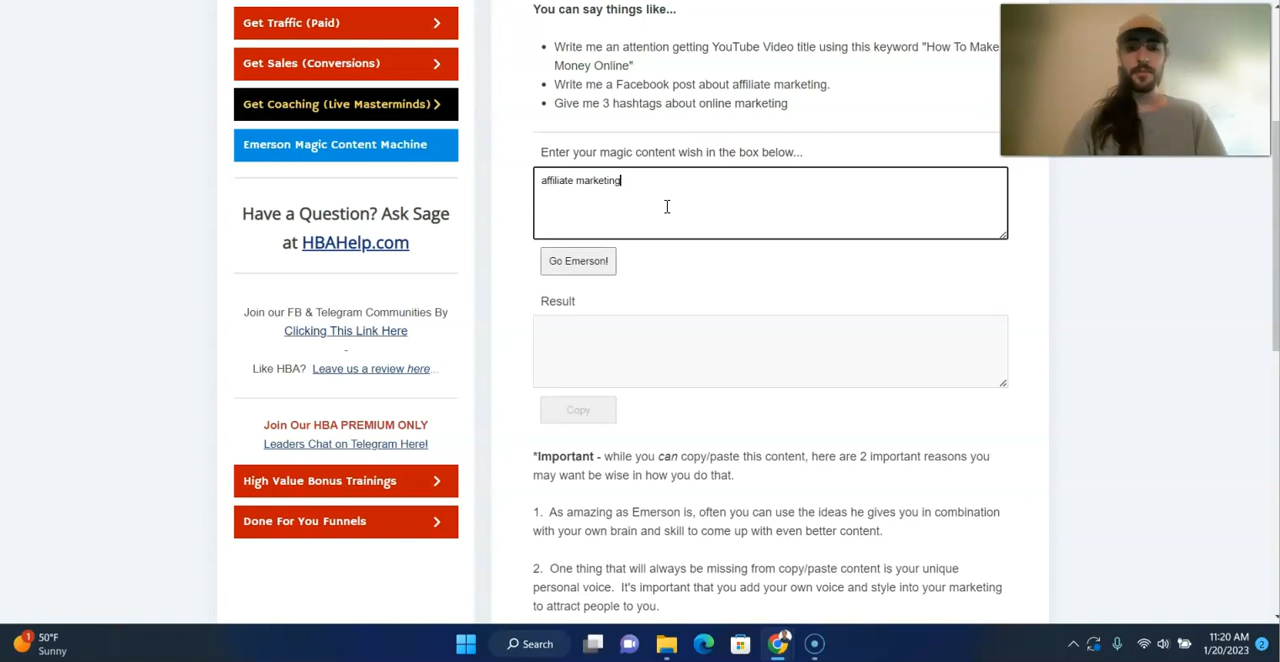 Get Traffic (Paid)
Get Sales (Conversions)
Get Coaching (Live Masterminds)
Emerson Magic Content Machine
Have a Question? Ask Sage
at HBAHelp.com
Join our FB & Telegram Communities By
Clicking This Link Here
-
Like HBA? Leave us a review here...
Join Our HBA PREMIUM ONLY
Leaders Chat on Telegram Here!
High Value Bonus Trainings
Done For You Funnels
You can say things like...
• Write me an attention getting YouTube Video title using this keyword "How To Make
Money Online"
• Write me a Facebook post about affiliate marketing.
• Give me 3 hashtags about online marketing
Enter your magic content wish in the box below...
affiliate marketing
Go Emerson!
Result
Copy
*Important - while you can copy/paste this content, here are 2 important reasons you
may want be wise in how you do that.
1. As amazing as Emerson is, often you can use the ideas he gives you in combination
with your own brain and skill to come up with even better content.
2. One thing that will always be missing from copy/paste content is your unique
personal voice. It's important that you add your own voice and style into your marketing
to attract people to you.
1
50°F
Sunny
Search
11:20 AM
1/20/2023
2